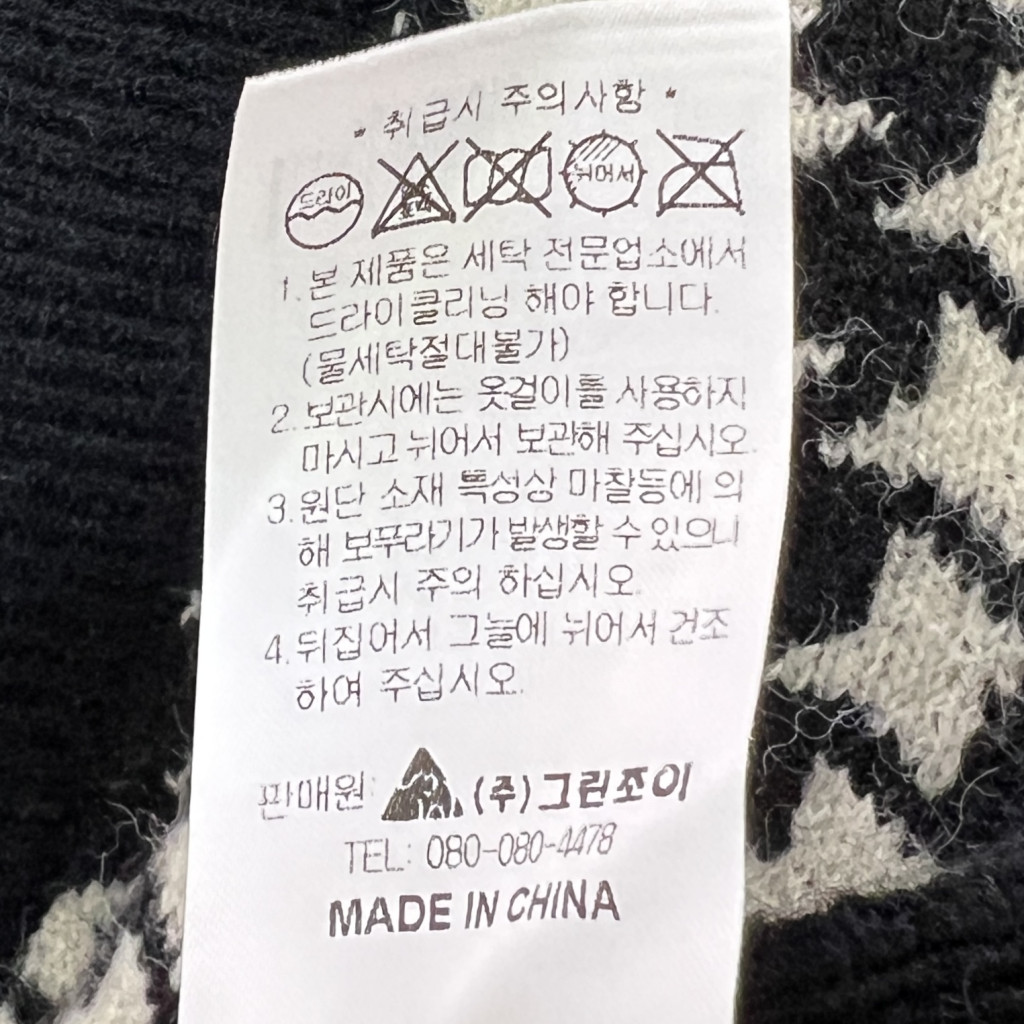 * 취급시 주의사항 *
드라이
염소
표백
뉘어서
1. 본 제품은 세탁 전문업소에서
드라이클리닝 해야 합니다.
(물세탁절대불가)
2. 보관시에는 옷걸이를 사용하지
마시고 뉘어서 보관해 주십시오.
3. 원단 소재 특성상 마찰등에 의
해 보푸라기가 발생할 수 있으니
취급시 주의 하십시오.
4. 뒤집어서 그늘에 뉘어서 건조
하여 주십시오.
판매원: (주)그린조이
TEL: 080-080-4478
MADE IN CHINA